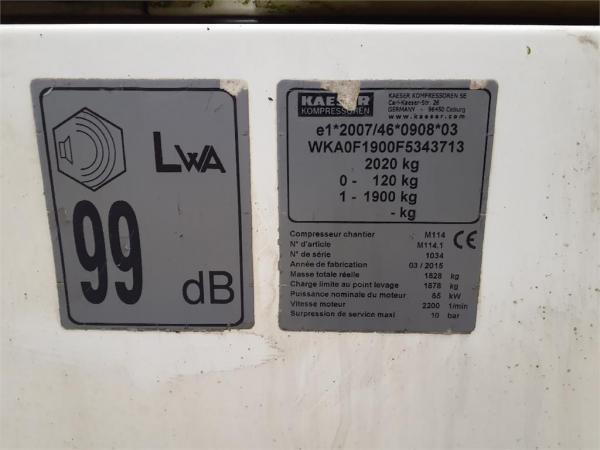 LWA
99
dB
KAESER
KOMPRESSOREN
KAESER KOMPRESSOREN SE
Carl-Kaeser-Str. 26
GERMANY - 96450 Coburg
www.kaeser.com
e1*2007/46*0908*03
WKA0F1900F5343713
2020 kg
0 - 120 kg
1 - 1900 kg
- kg
Compresseur chantier M114
N° d'article M114.1
N° de série 1034
Année de fabrication 03 / 2015
Masse totale réelle 1828 kg
Charge limite au point levage 1878 kg
Puissance nominale du moteur 85 kW
Vitesse moteur 2200 1/min
Surpression de service maxi 10 bar
CE